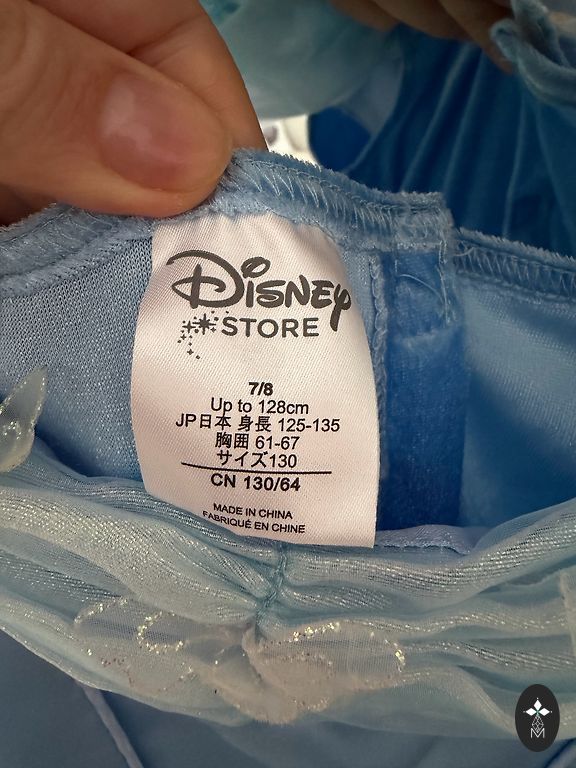 Disney
STORE
7/8
Up to 128cm
JP日本 身長 125-135
胸囲 61-67
サイズ130
CN 130/64
MADE IN CHINA
FABRIQUÉ EN CHINE
M